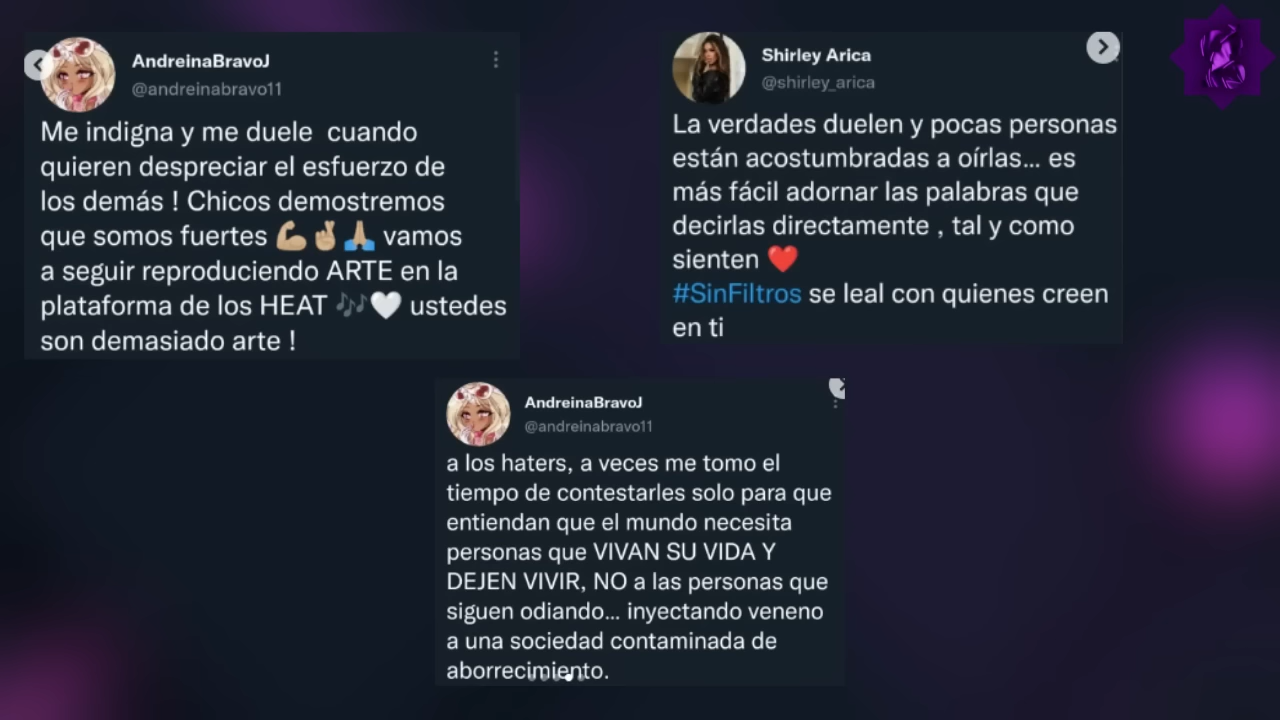 AndreinaBravoJ
@andreinabravo11
Me indigna y me duele cuando
quieren despreciar el esfuerzo de
los demás ! Chicos demostremos
que somos fuertes 💪🏼🤞🏼🙏🏼 vamos
a seguir reproduciendo ARTE en la
plataforma de los HEAT 🎶🤍 ustedes
son demasiado arte !
Shirley Arica
@shirley_arica
La verdades duelen y pocas personas
están acostumbradas a oírlas... es
más fácil adornar las palabras que
decirlas directamente , tal y como
sienten ❤️
#SinFiltros se leal con quienes creen
en ti
AndreinaBravoJ
@andreinabravo11
a los haters, a veces me tomo el
tiempo de contestarles solo para que
entiendan que el mundo necesita
personas que VIVAN SU VIDA Y
DEJEN VIVIR, NO a las personas que
siguen odiando... inyectando veneno
a una sociedad contaminada de
aborrecimiento.